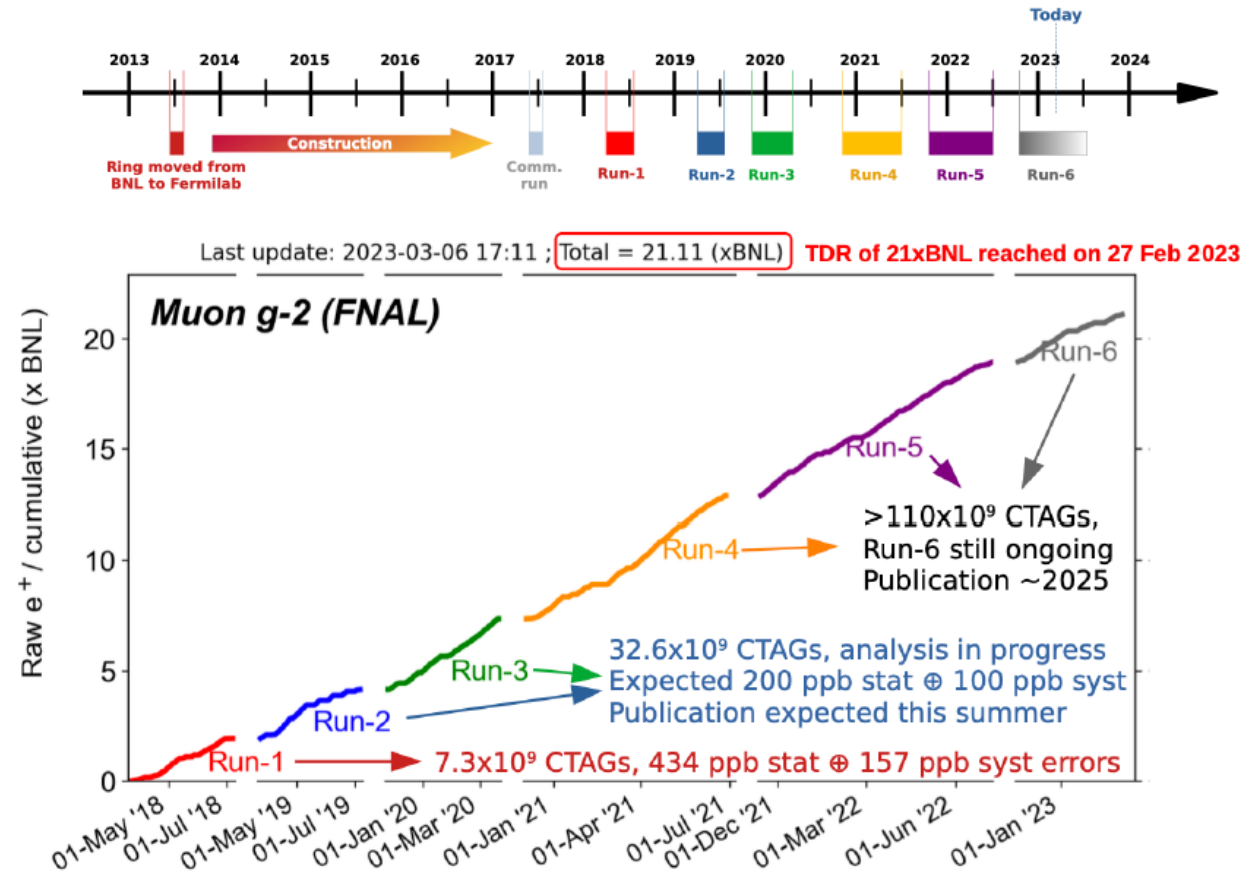 Today
2013 2014 2015 2016 2017 2018 2019 2020 2021 2022 2023 2024
Construction
Ring moved from
BNL to Fermilab
Comm.
run
Run-1
Run-2
Run-3
Run-4
Run-5
Run-6
Last update: 2023-03-06 17:11 ; Total = 21.11 (xBNL) TDR of 21xBNL reached on 27 Feb 2023
Muon g-2 (FNAL)
Raw e⁺ / cumulative (x BNL)
20
15
10
5
0
Run-6
Run-5
>110x10⁹ CTAGs,
Run-6 still ongoing
Publication ~2025
Run-4
Run-3
32.6x10⁹ CTAGs, analysis in progress
Expected 200 ppb stat ⊕ 100 ppb syst
Publication expected this summer
Run-2
Run-1
7.3x10⁹ CTAGs, 434 ppb stat ⊕ 157 ppb syst errors
01-May '18
01-Jul '18
01-May '19
01-Jul '19
01-Jan '20
01-Mar '20
01-Jan '21
01-Apr '21
01-Jul '21
01-Dec '21
01-Mar '22
01-Jun '22
01-Jan '23